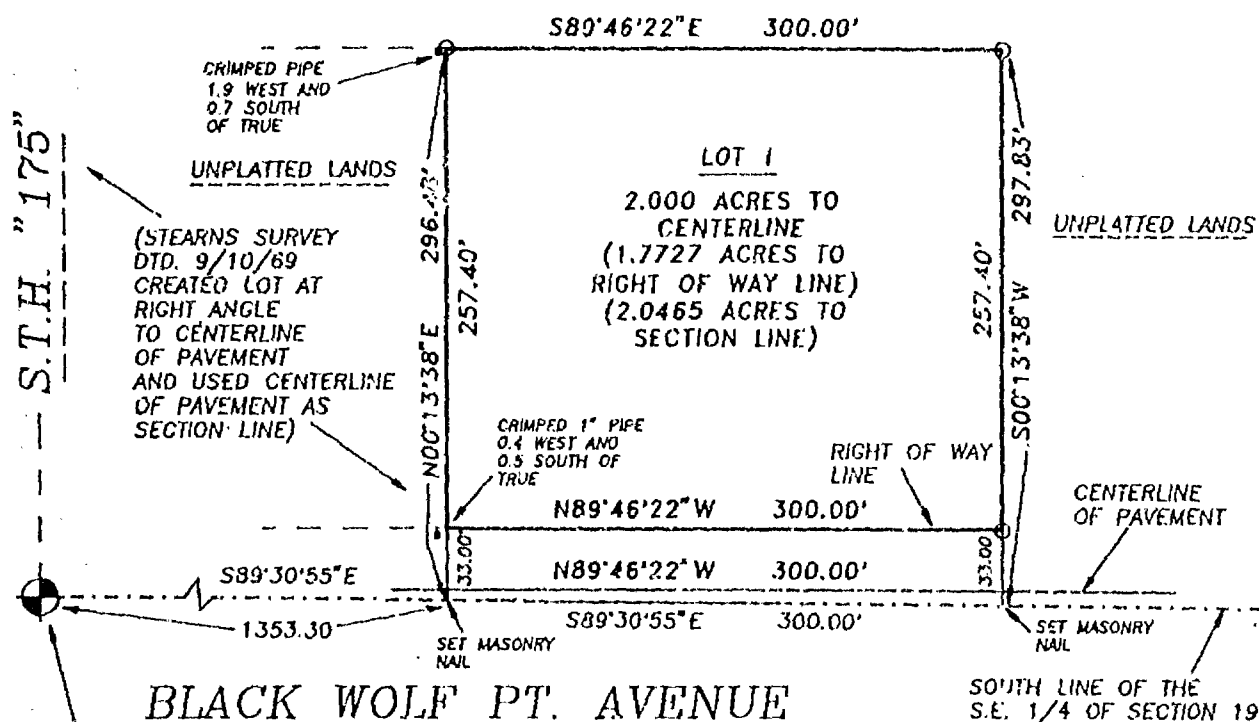 S89°46'22"E 300.00'
CRIMPED PIPE
1.9 WEST AND
0.7 SOUTH
OF TRUE
S.T.H. "175"
UNPLATTED LANDS
(STEARNS SURVEY
DTD. 9/10/69
CREATED LOT AT
RIGHT ANGLE
TO CENTERLINE
OF PAVEMENT
AND USED CENTERLINE
OF PAVEMENT AS
SECTION LINE)
257.40'
N00°13'38"E
LOT 1
2.000 ACRES TO
CENTERLINE
(1.7727 ACRES TO
RIGHT OF WAY LINE)
(2.0465 ACRES TO
SECTION LINE)
297.83'
257.40'
S00°13'38"W
UNPLATTED LANDS
CRIMPED 1" PIPE
0.4 WEST AND
0.5 SOUTH OF
TRUE
RIGHT OF WAY
LINE
N89°46'22"W 300.00'
CENTERLINE
OF PAVEMENT
33.00'
33.00
S89°30'55"E
N89°46'22"W 300.00'
1353.30
S89°30'55"E 300.00'
SET MASONRY
NAIL
SET MASONRY
NAIL
BLACK WOLF PT. AVENUE
SOUTH LINE OF THE
S.E. 1/4 OF SECTION 19